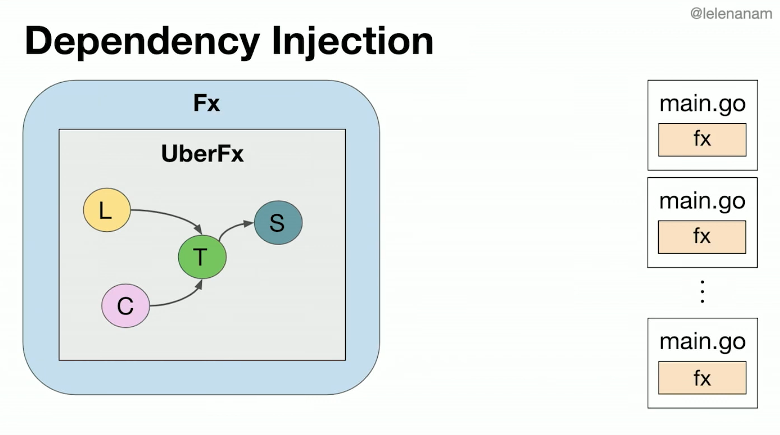 @lelenanam
Dependency Injection
Fx
UberFx
L
S
T
C
main.go
fx
main.go
fx
main.go
fx